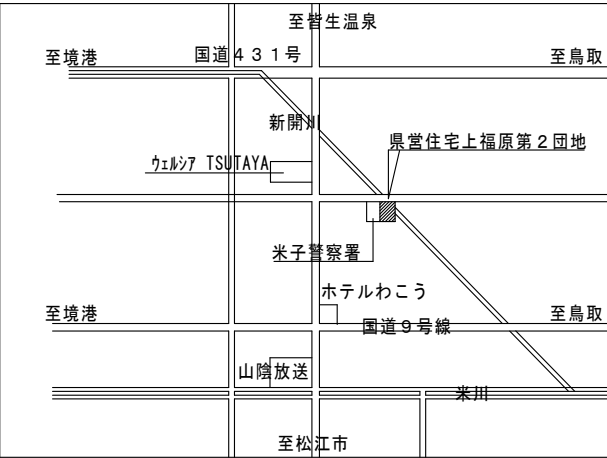 至皆生温泉
至境港
国道４３１号
至鳥取
新開川
県営住宅上福原第２団地
ｳｪﾙｼｱ TSUTAYA
米子警察署
ホテルわこう
至境港
至鳥取
国道９号線
山陰放送
米川
至松江市